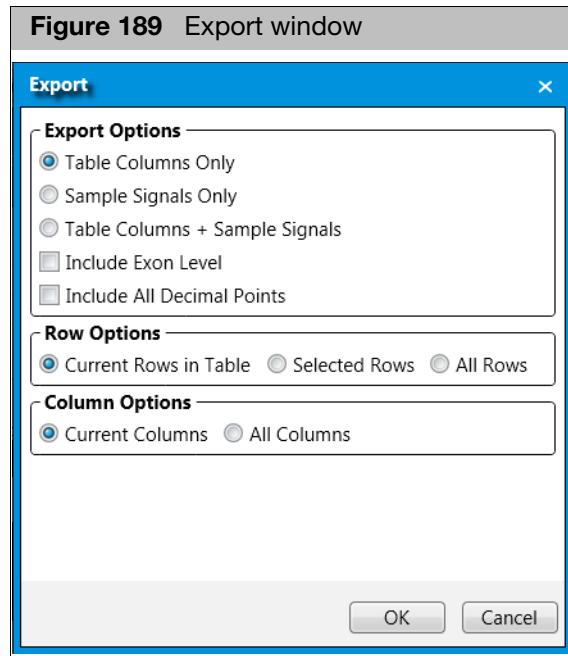 Figure 189 Export window
Export
Export Options
Table Columns Only
Sample Signals Only
Table Columns + Sample Signals
Include Exon Level
Include All Decimal Points
Row Options
Current Rows in Table Selected Rows All Rows
Column Options
Current Columns All Columns
OK Cancel